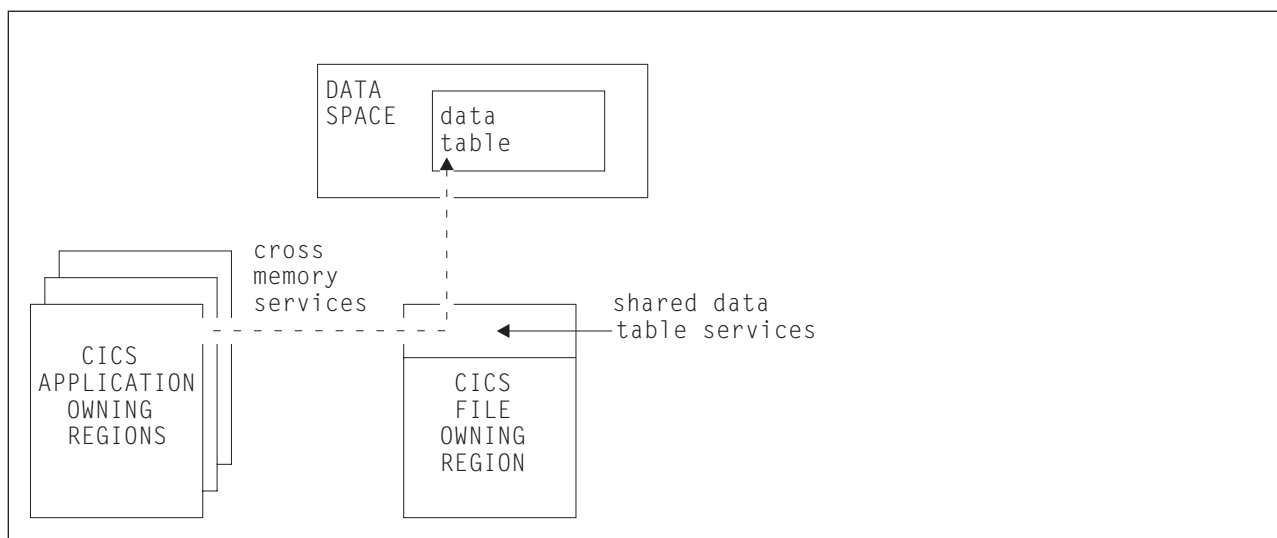 DATA
SPACE
data
table
cross
memory
services
shared data
table services
CICS
APPLICATION
OWNING
REGIONS
CICS
FILE
OWNING
REGION